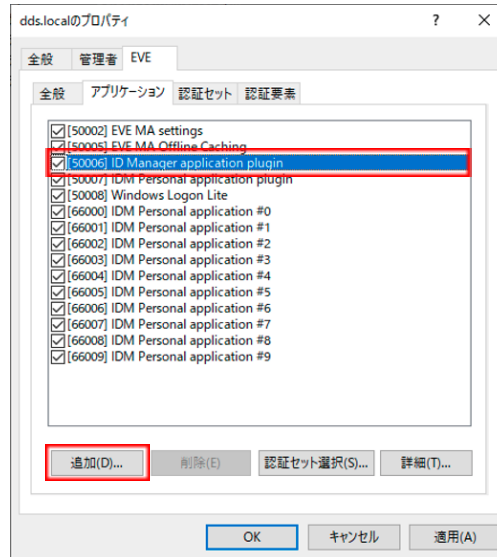 dds.localのプロパティ
? ×
全般 管理者 EVE
全般 アプリケーション 認証セット 認証要素
[50002] EVE MA settings
[50005] EVE MA Offline Caching
[50006] ID Manager application plugin
[50007] IDM Personal application plugin
[50008] Windows Logon Lite
[66000] IDM Personal application #0
[66001] IDM Personal application #1
[66002] IDM Personal application #2
[66003] IDM Personal application #3
[66004] IDM Personal application #4
[66005] IDM Personal application #5
[66006] IDM Personal application #6
[66007] IDM Personal application #7
[66008] IDM Personal application #8
[66009] IDM Personal application #9
追加(D)... 削除(E) 認証セット選択(S)... 詳細(T)...
OK キャンセル 適用(A)